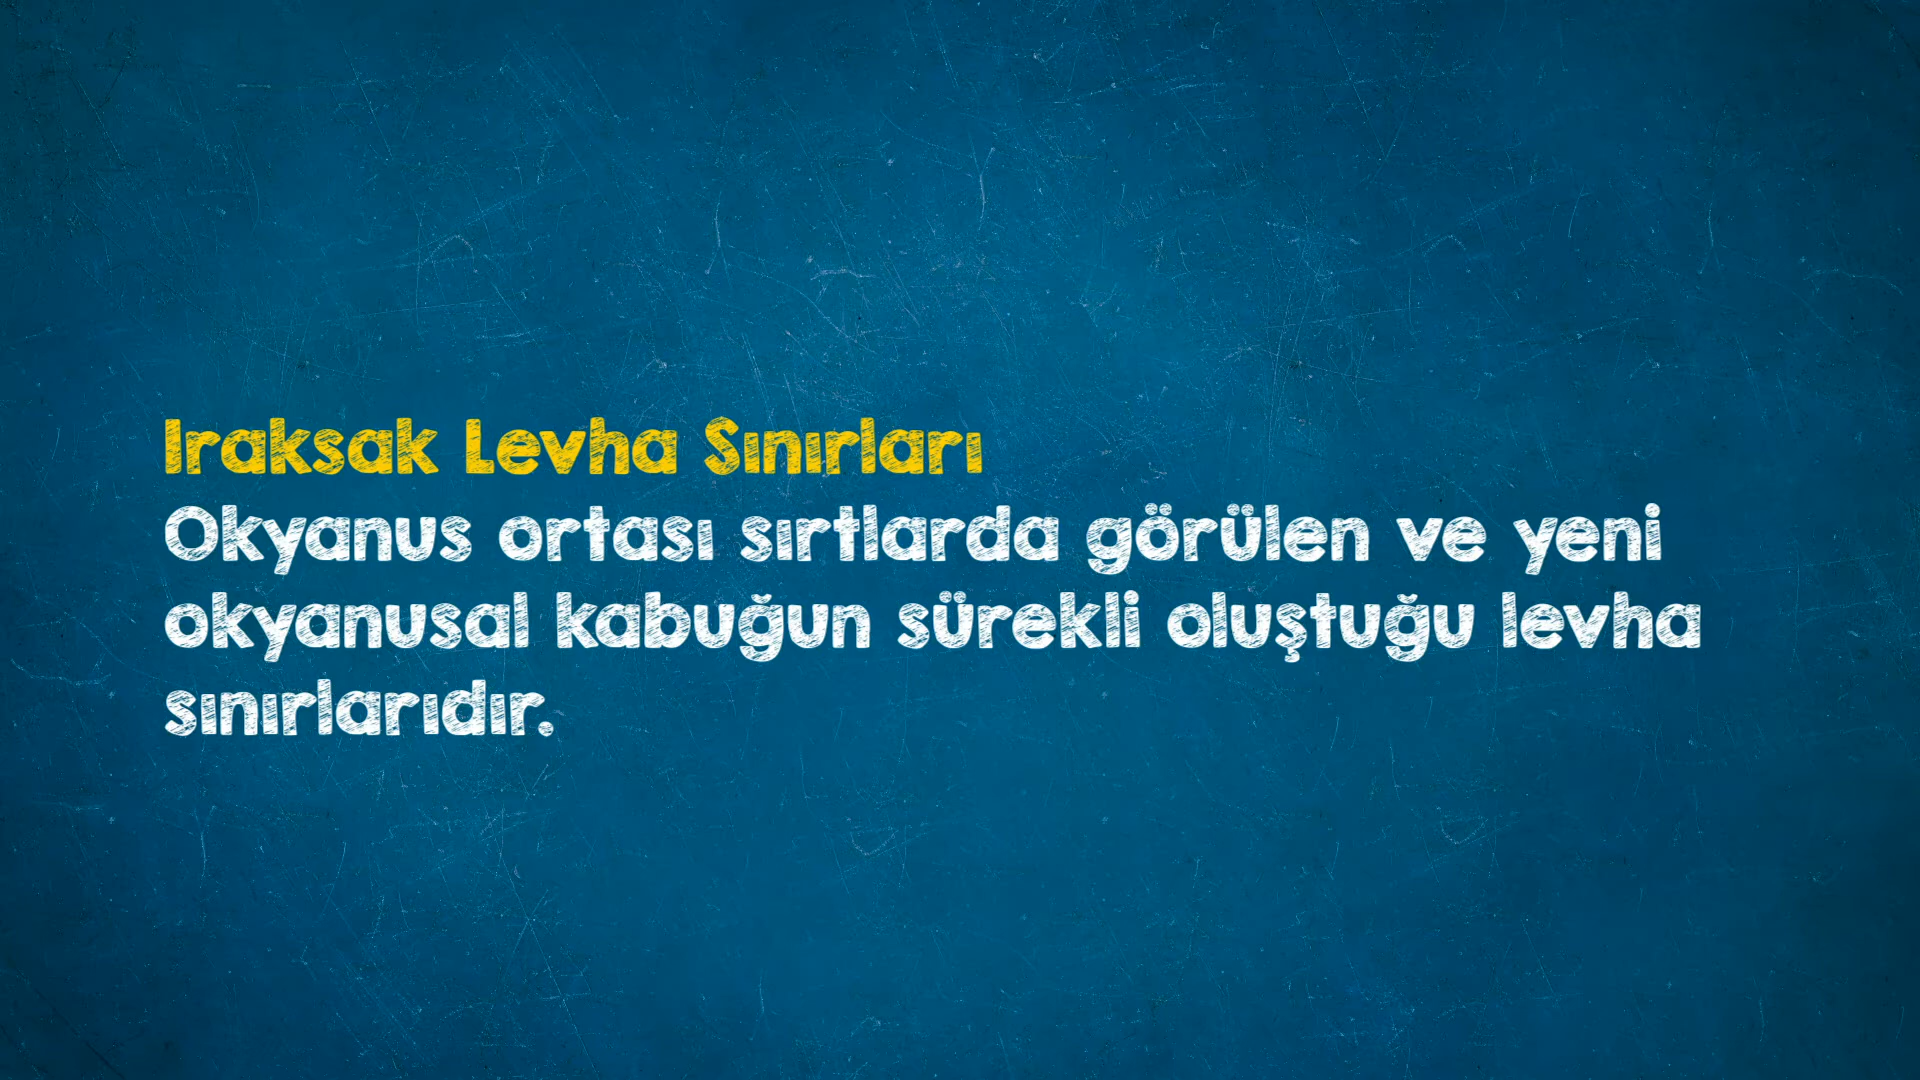 Iraksak Levha Sınırları
Okyanus ortası sırtlarda görülen ve yeni
okyanusal kabuğun sürekli oluştuğu levha
sınırlarıdır.